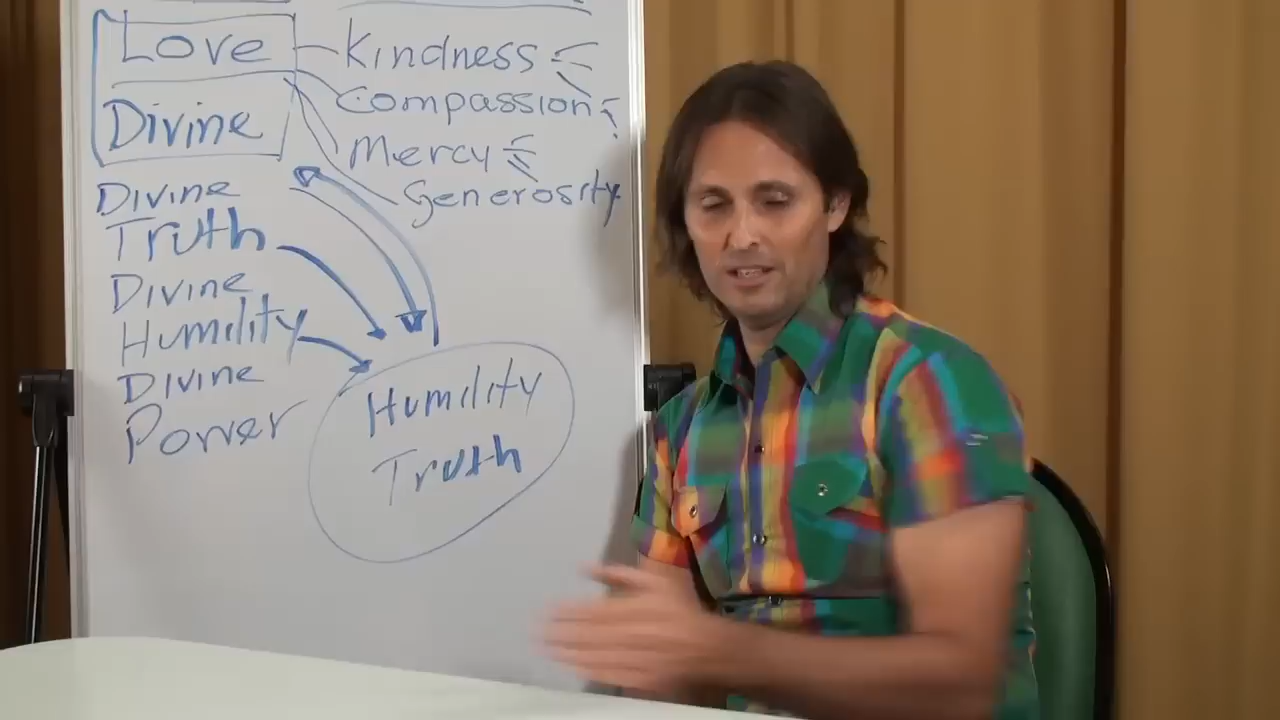 Love
Divine
Kindness
Compassion
Mercy
Generosity
Divine
Truth
Divine
Humility
Divine
Power
Humility
Truth